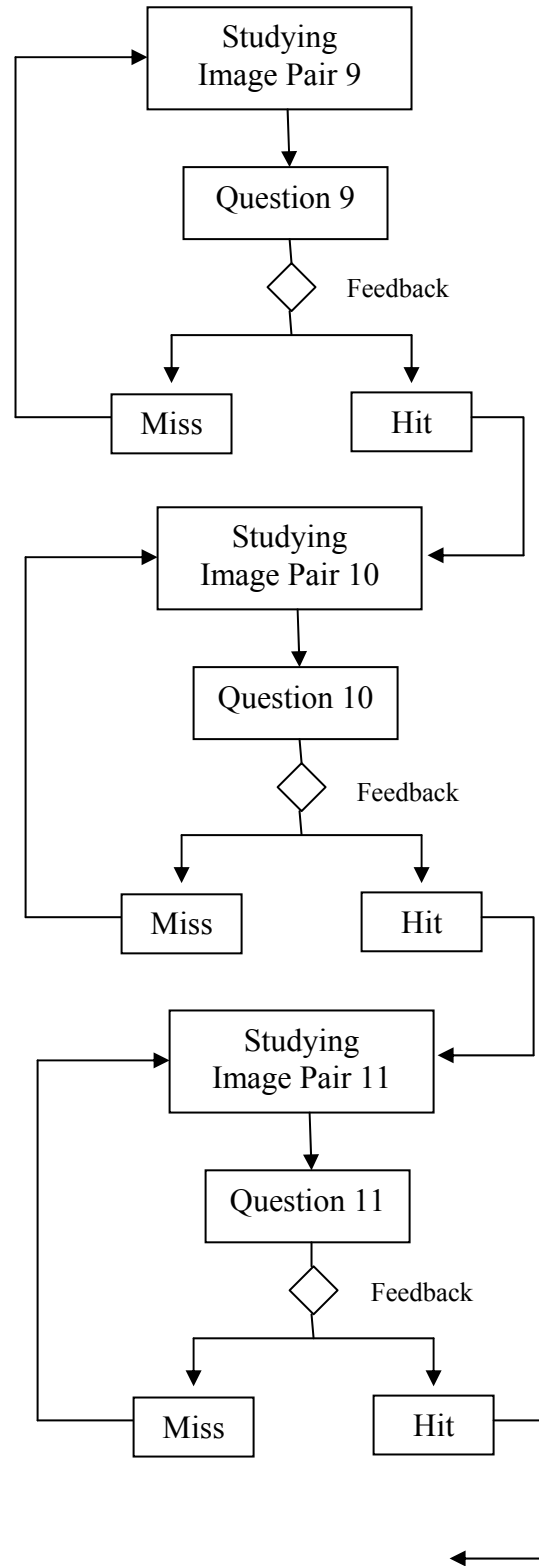 Studying
Image Pair 9
Question 9
Feedback
Miss
Hit
Studying
Image Pair 10
Question 10
Feedback
Miss
Hit
Studying
Image Pair 11
Question 11
Feedback
Miss
Hit